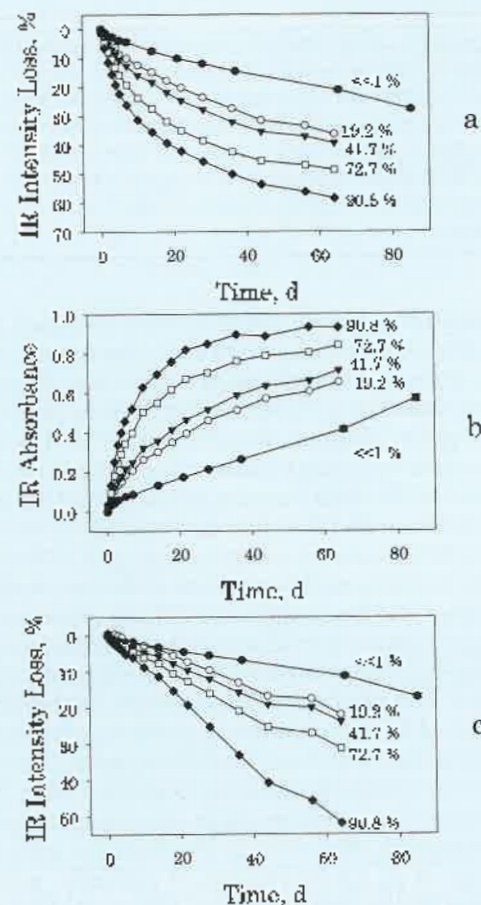 IR Intensity Loss, %
0
10
20
30
40
50
60
70
<<1 %
19.2 %
41.7 %
72.7 %
90.8 %
0 20 40 60 80
Time, d
a
IR Absorbance
1.0
0.8
0.6
0.4
0.2
0.0
90.8 %
72.7 %
41.7 %
19.2 %
<<1 %
0 20 40 60 80
Time, d
b
IR Intensity Loss, %
0
10
20
30
40
50
<<1 %
19.2 %
41.7 %
72.7 %
90.8 %
0 20 40 60 80
Time, d
c